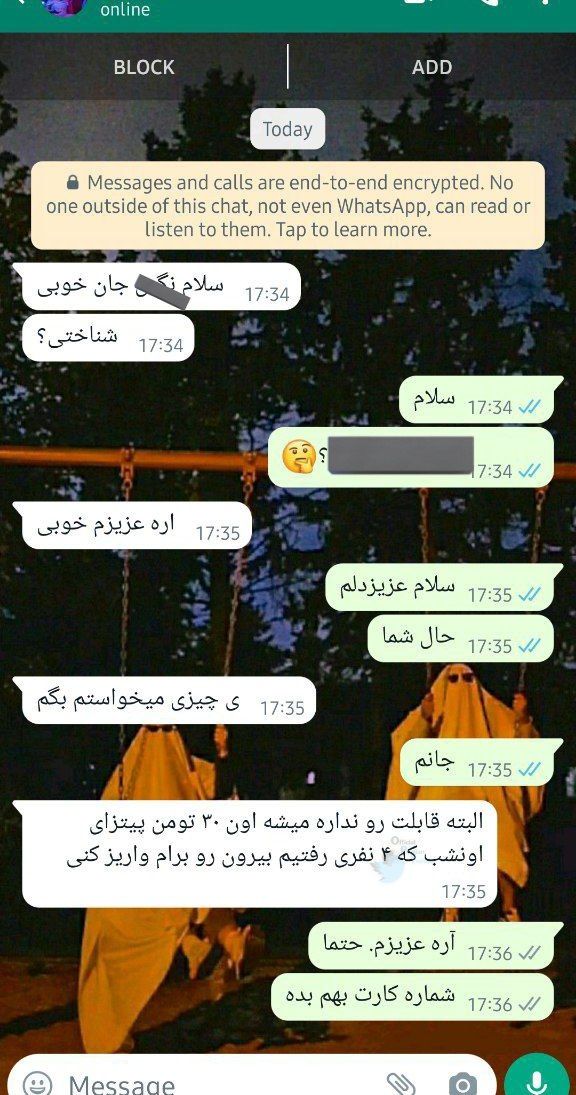 online
BLOCK
ADD
Today
Messages and calls are end-to-end encrypted. No
one outside of this chat, not even WhatsApp, can read or
listen to them. Tap to learn more.
سلام جان خوبی
17:34
شناختی؟
17:34
سلام
17:34
؟🤔
17:34
اره عزیزم خوبی
17:35
سلام عزیزدلم
17:35
حال شما
17:35
ی چیزی میخواستم بگم
17:35
جانم
17:35
البته قابلت رو نداره میشه اون ۳۰ تومن پیتزای
اونشب که ۴ نفری رفتیم بیرون رو برام واریز کنی
17:35
آره عزیزم. حتما
17:36
شماره کارت بهم بده
17:36
Message